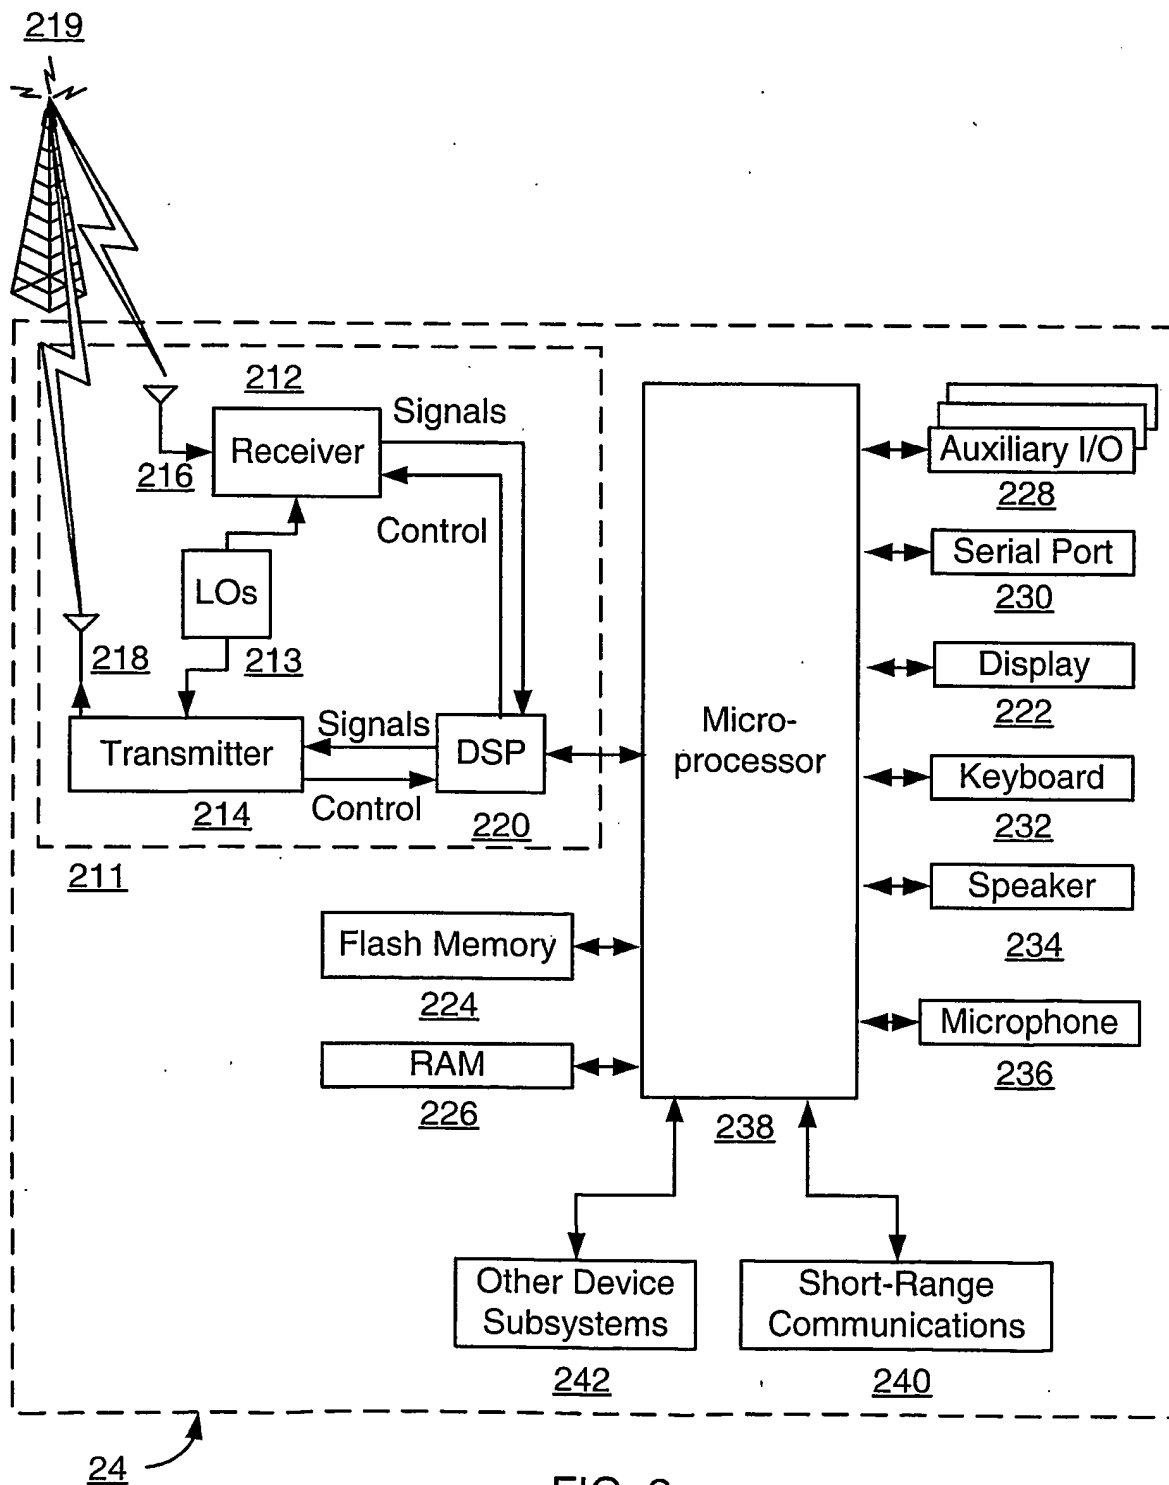 219
212
Signals
Receiver
216
Control
LOs
218
213
Transmitter
Signals
DSP
214
Control
220
211
Micro-
processor
238
Auxiliary I/O
228
Serial Port
230
Display
222
Keyboard
232
Speaker
234
Microphone
236
Flash Memory
224
RAM
226
Other Device
Subsystems
242
Short-Range
Communications
240
24
FIG.